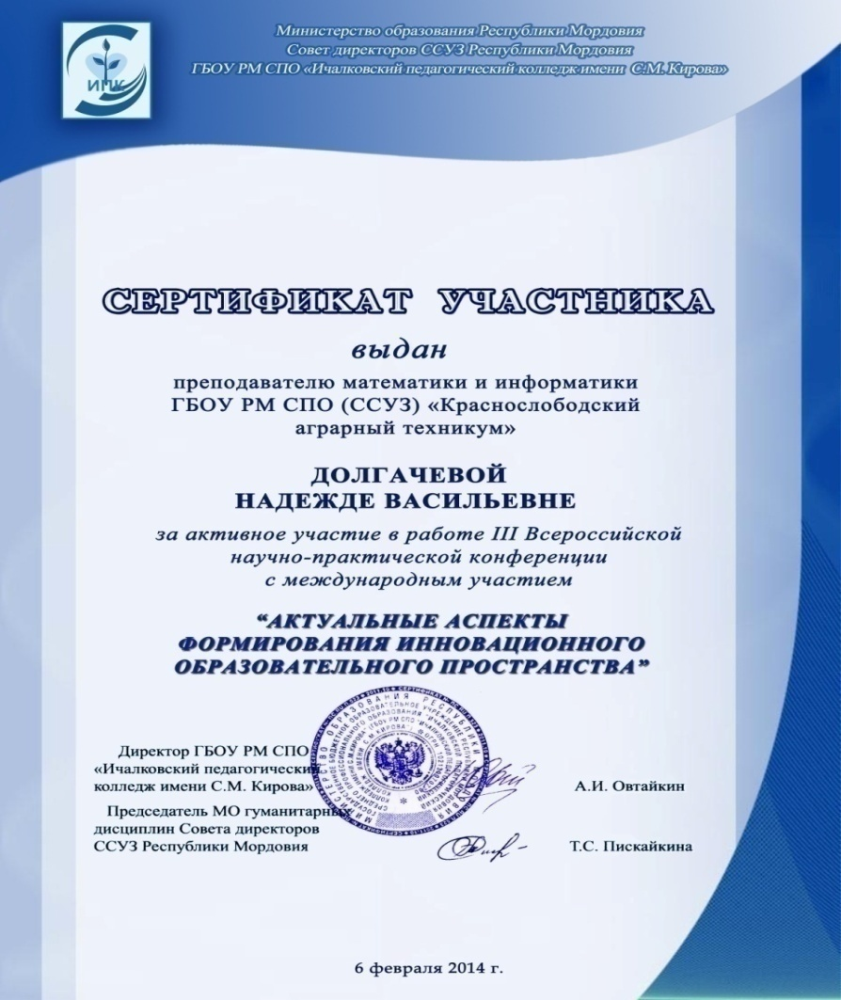 Министерство образования Республики Мордовия
Совет директоров ССУЗ Республики Мордовия
ГБОУ РМ СПО «Ичалковский педагогический колледж имени С.М. Кирова»
ИПК
СЕРТИФИКАТ УЧАСТНИКА
выдан
преподавателю математики и информатики
ГБОУ РМ СПО (ССУЗ) «Краснослободский
аграрный техникум»
ДОЛГАЧЕВОЙ
НАДЕЖДЕ ВАСИЛЬЕВНЕ
за активное участие в работе III Всероссийской
научно-практической конференции
с международным участием
“АКТУАЛЬНЫЕ АСПЕКТЫ
ФОРМИРОВАНИЯ ИННОВАЦИОННОГО
ОБРАЗОВАТЕЛЬНОГО ПРОСТРАНСТВА”
Директор ГБОУ РМ СПО
«Ичалковский педагогический
колледж имени С.М. Кирова»
А.И. Овтайкин
Председатель МО гуманитарных
дисциплин Совета директоров
ССУЗ Республики Мордовия
Т.С. Пискайкина
6 февраля 2014 г.